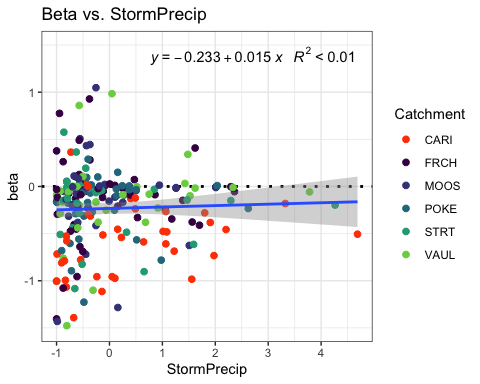 Beta vs. StormPrecip
y = − 0.233 + 0.015 x   R² < 0.01
1
0
-1
beta
-1 0 1 2 3 4
StormPrecip
Catchment
CARI
FRCH
MOOS
POKE
STRT
VAUL